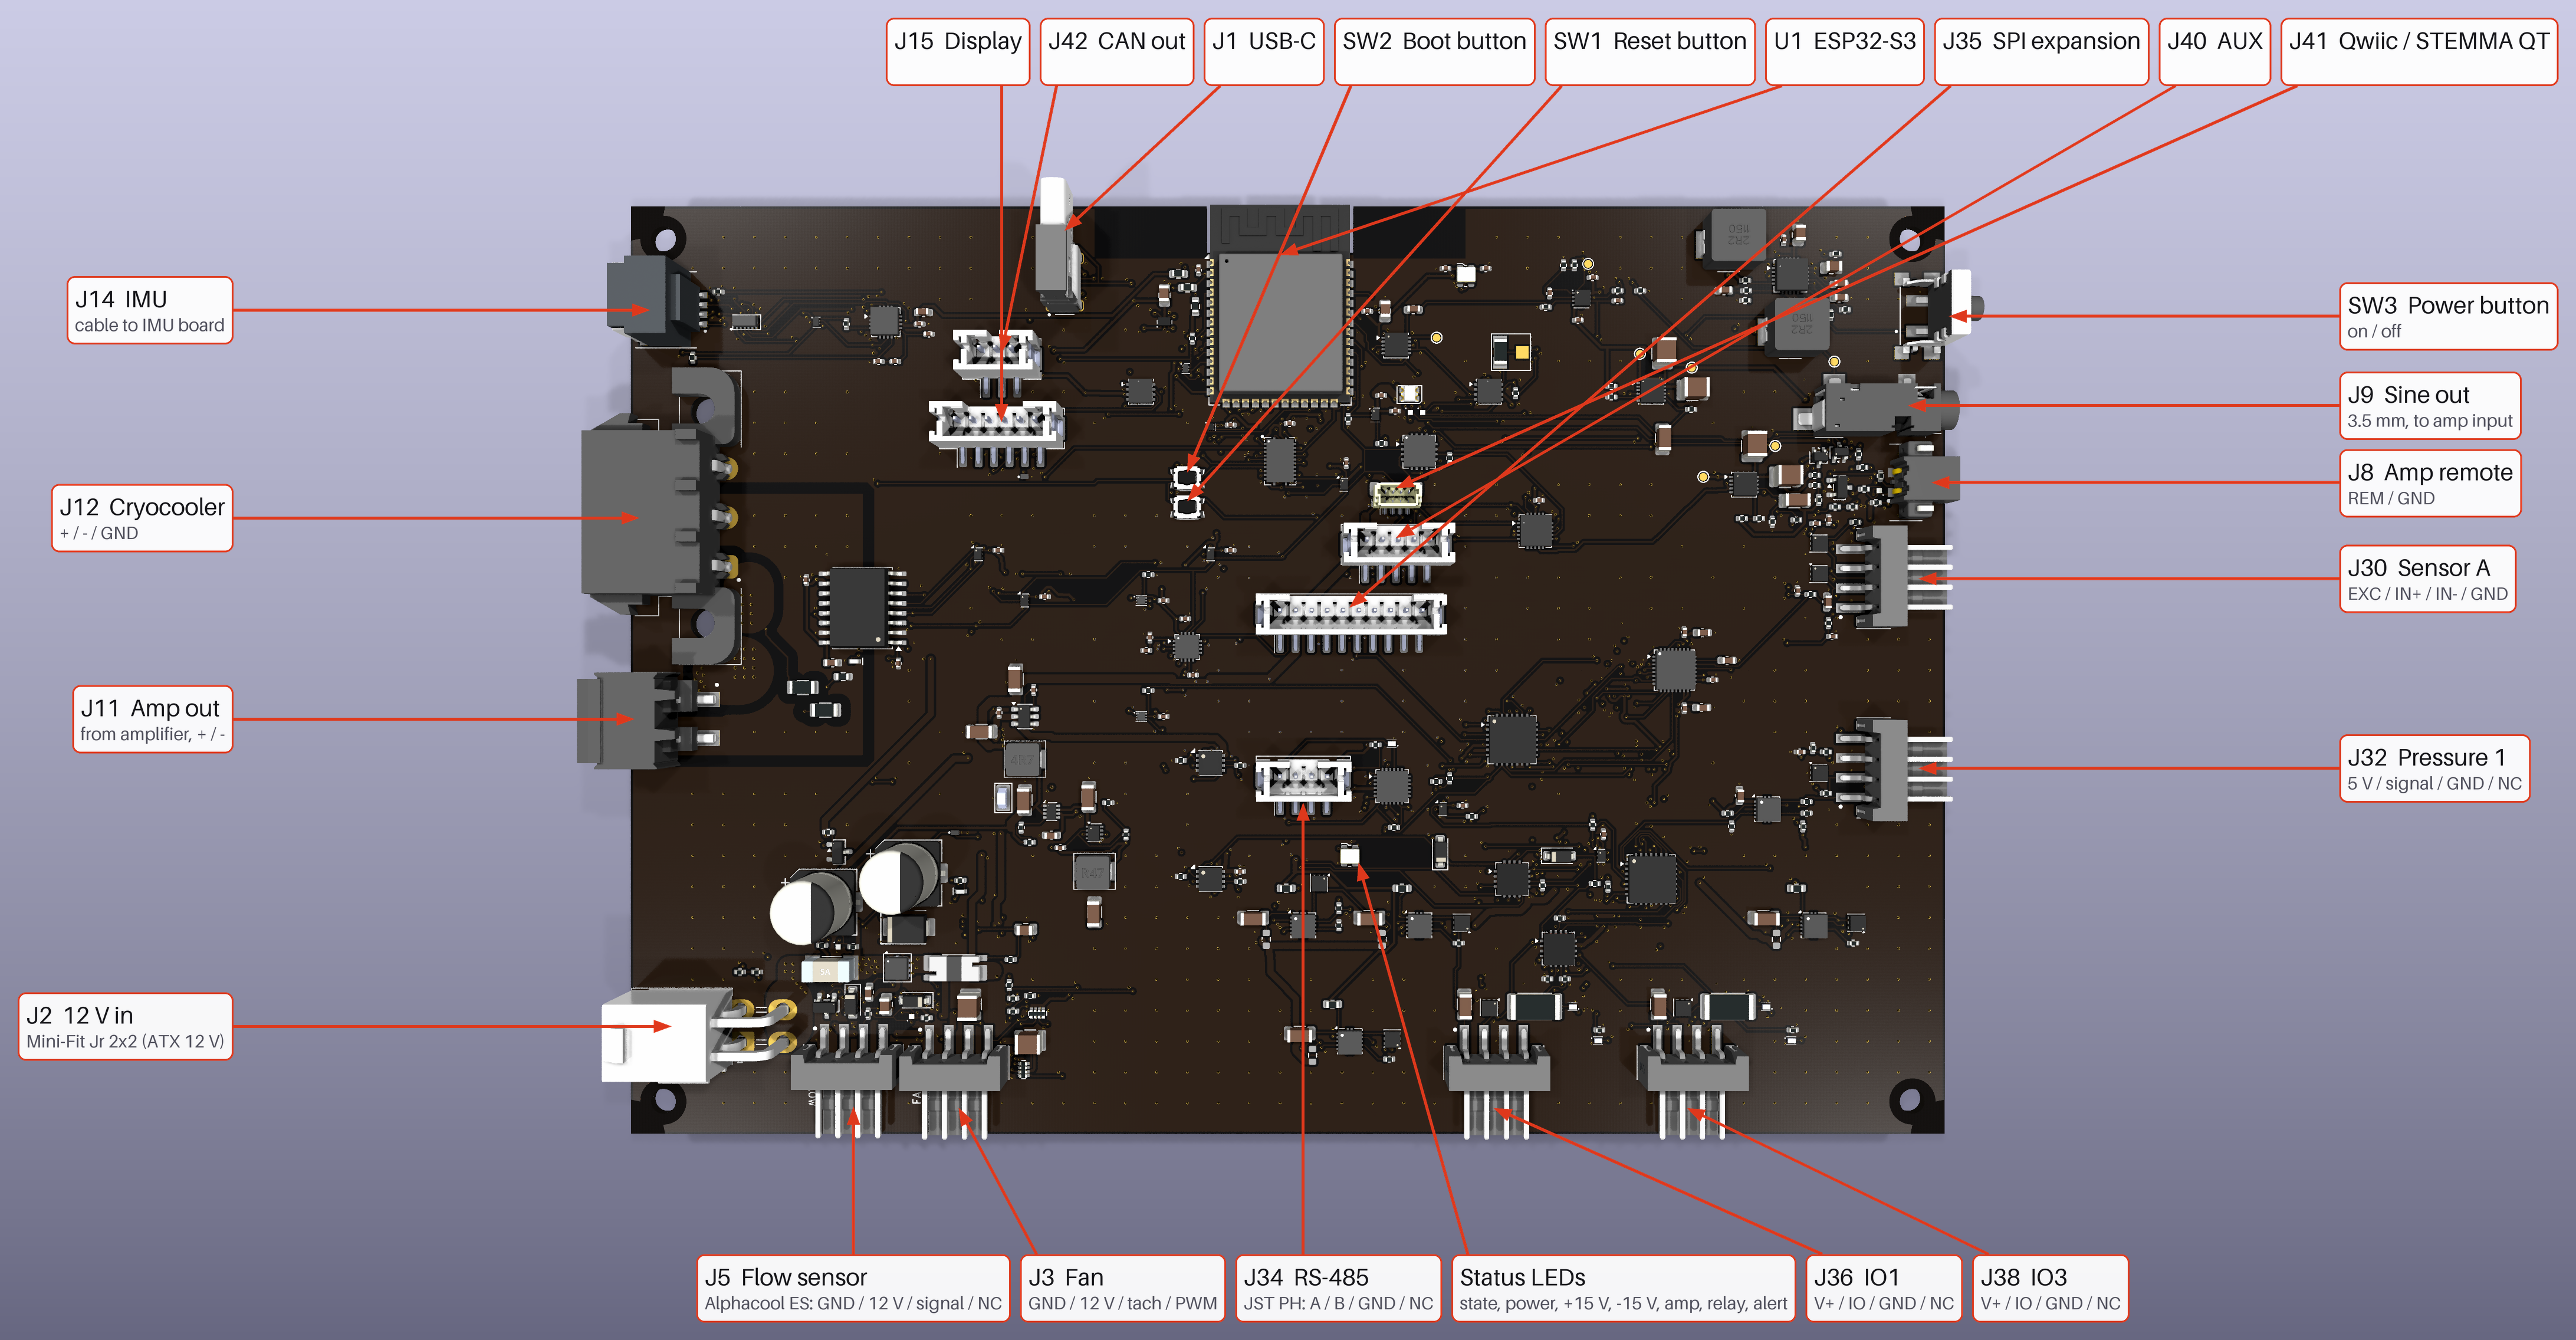 J15 Display
J42 CAN out
J1 USB-C
SW2 Boot button
SW1 Reset button
U1 ESP32-S3
J35 SPI expansion
J40 AUX
J41 Qwiic / STEMMA QT
J14 IMU
cable to IMU board
J12 Cryocooler
+ / - / GND
J11 Amp out
from amplifier, + / -
J2 12 V in
Mini-Fit Jr 2x2 (ATX 12 V)
SW3 Power button
on / off
J9 Sine out
3.5 mm, to amp input
J8 Amp remote
REM / GND
J30 Sensor A
EXC / IN+ / IN- / GND
J32 Pressure 1
5 V / signal / GND / NC
2R2
1150
2R2
1150
4R7
R47
J5 Flow sensor
Alphacool ES: GND / 12 V / signal / NC
J3 Fan
GND / 12 V / tach / PWM
J34 RS-485
JST PH: A / B / GND / NC
Status LEDs
state, power, +15 V, -15 V, amp, relay, alert
J36 IO1
V+ / IO / GND / NC
J38 IO3
V+ / IO / GND / NC